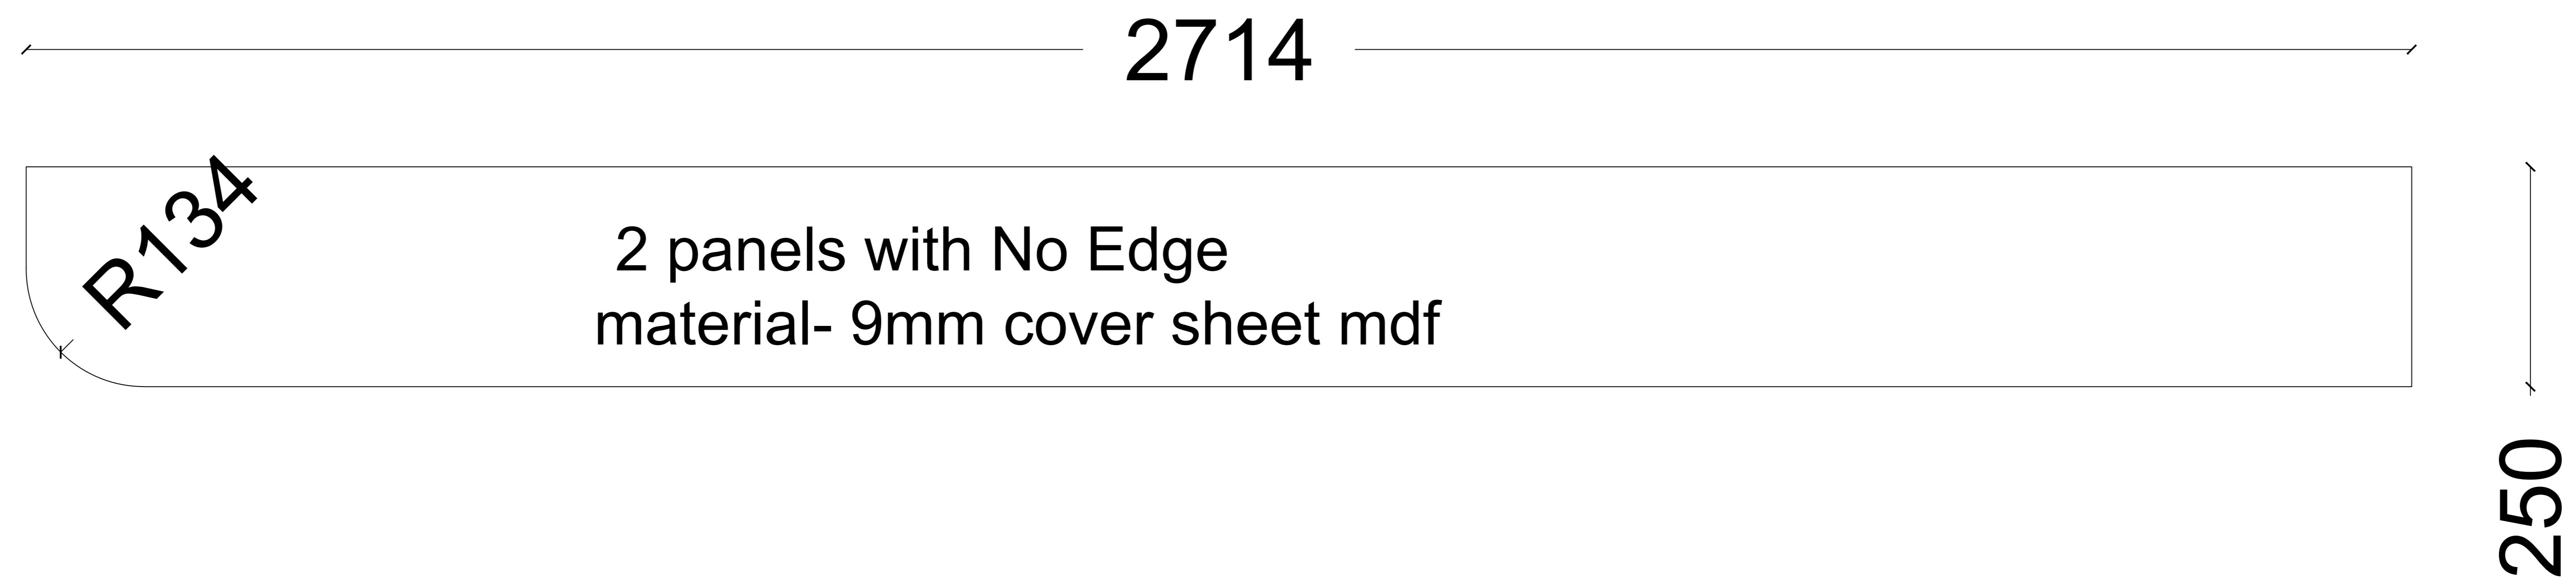 2714
R134
2 panels with No Edge
material- 9mm cover sheet mdf
250